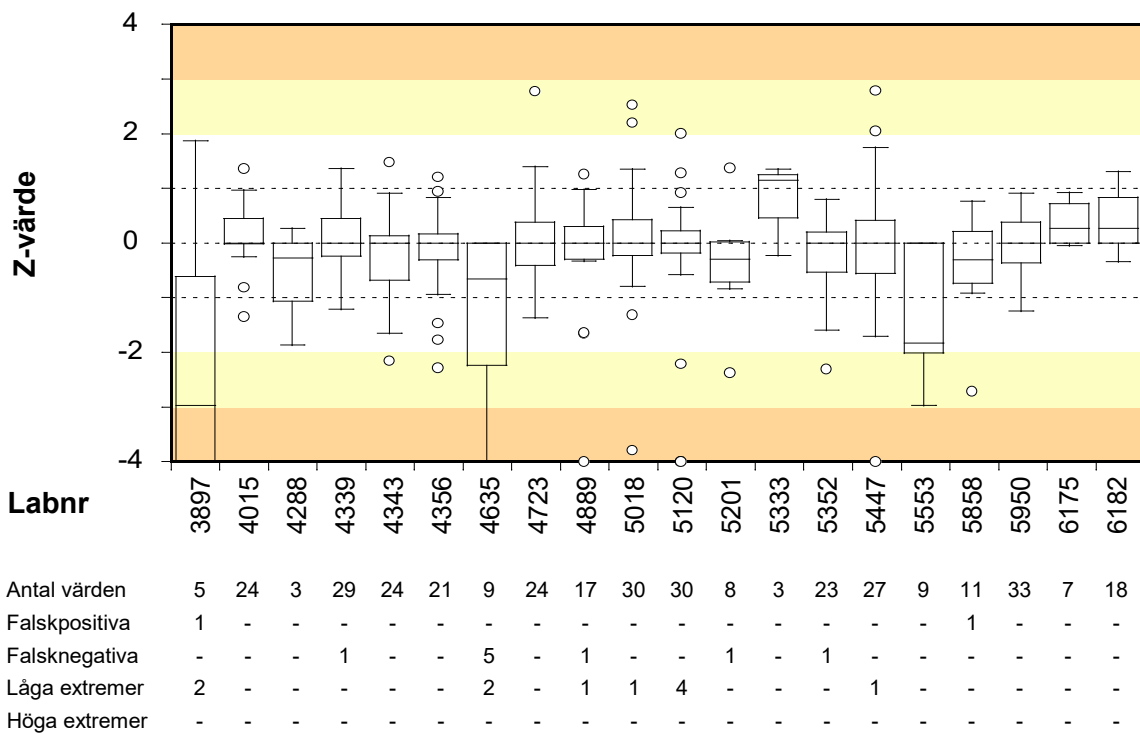 4
2
0
-2
-4
Z-värde
Labnr 3897 4015 4288 4339 4343 4356 4635 4723 4889 5018 5120 5201 5333 5352 5447 5553 5858 5950 6175 6182
Antal värden 5 24 3 29 24 21 9 24 17 30 30 8 3 23 27 9 11 33 7 18
Falskpositiva 1 - - - - - - - - - - - - - - - 1 - - -
Falsknegativa - - - 1 - - 5 - 1 - - 1 - 1 - - - - - -
Låga extremer 2 - - - - - 2 - 1 1 4 - - - 1 - - - - -
Höga extremer - - - - - - - - - - - - - - - - - - - -